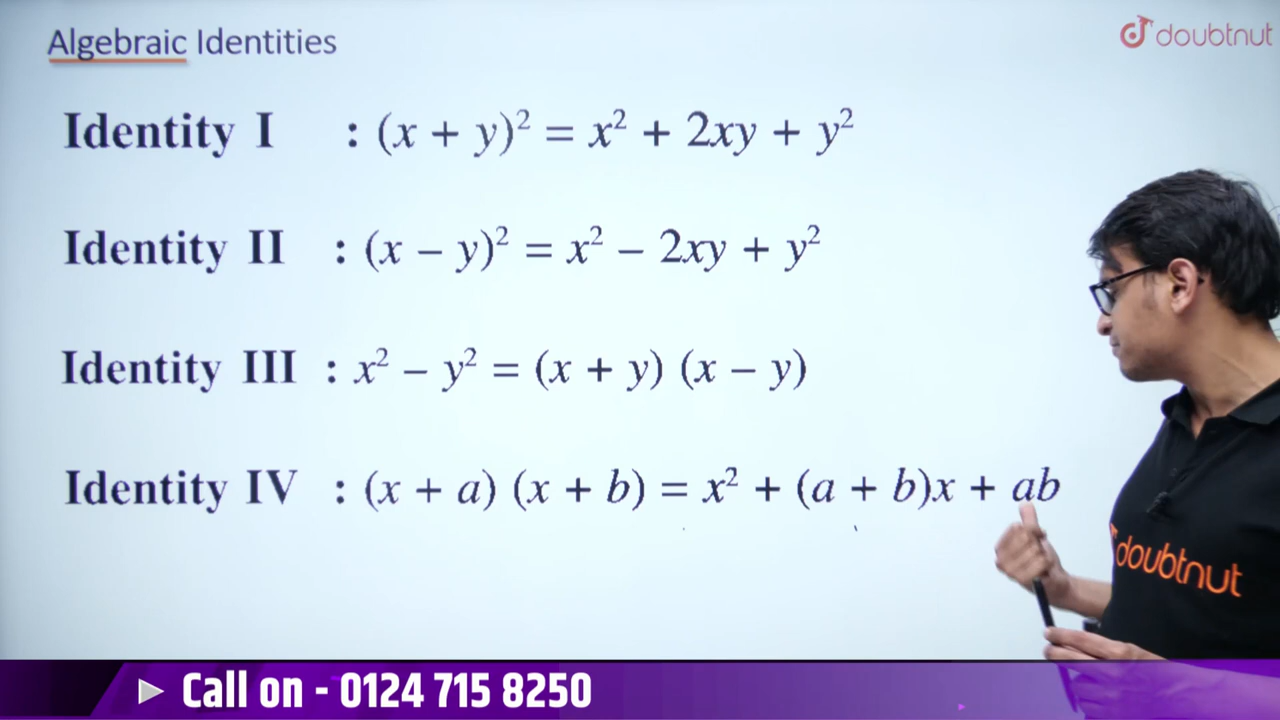 Algebraic Identities
doubtnut
Identity I : (x + y)² = x² + 2xy + y²
Identity II : (x – y)² = x² – 2xy + y²
Identity III : x² – y² = (x + y) (x – y)
Identity IV : (x + a) (x + b) = x² + (a + b)x + ab
doubtnut
Call on - 0124 715 8250